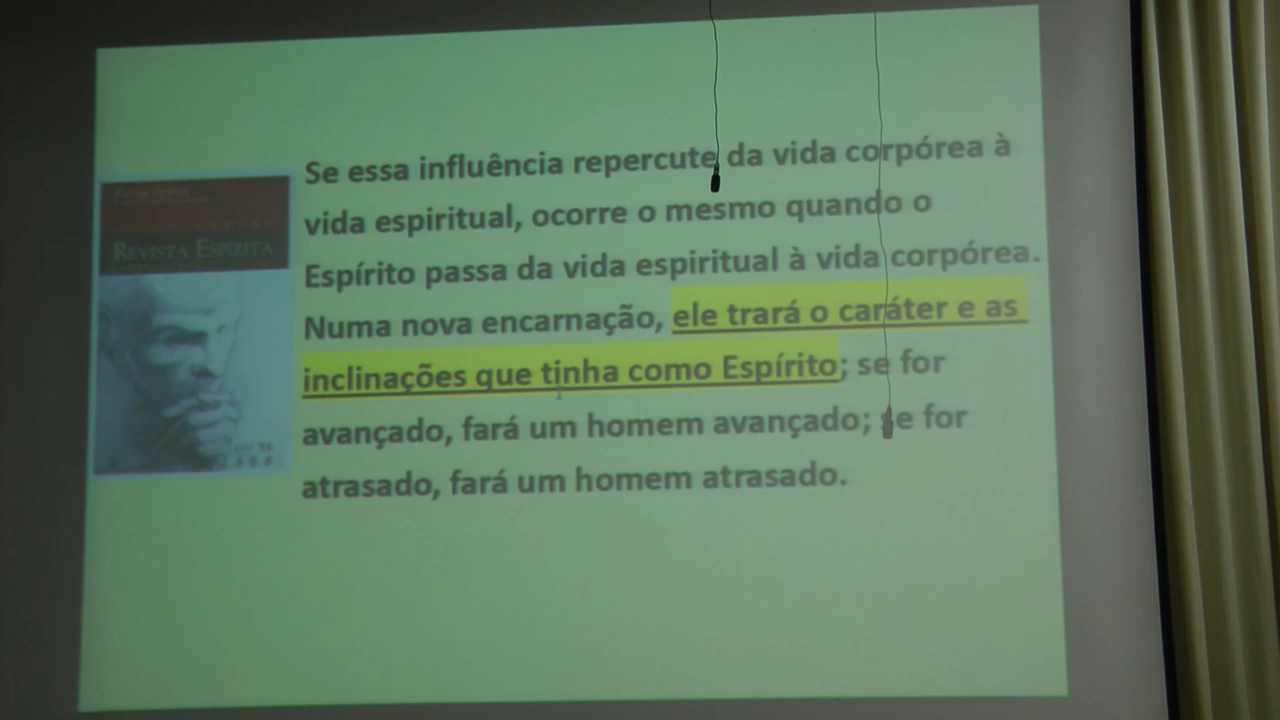 REVISTA ESPÍRITA
Se essa influência repercute da vida corpórea à
vida espiritual, ocorre o mesmo quando o
Espírito passa da vida espiritual à vida corpórea.
Numa nova encarnação, ele trará o caráter e as
inclinações que tinha como Espírito; se for
avançado, fará um homem avançado; se for
atrasado, fará um homem atrasado.